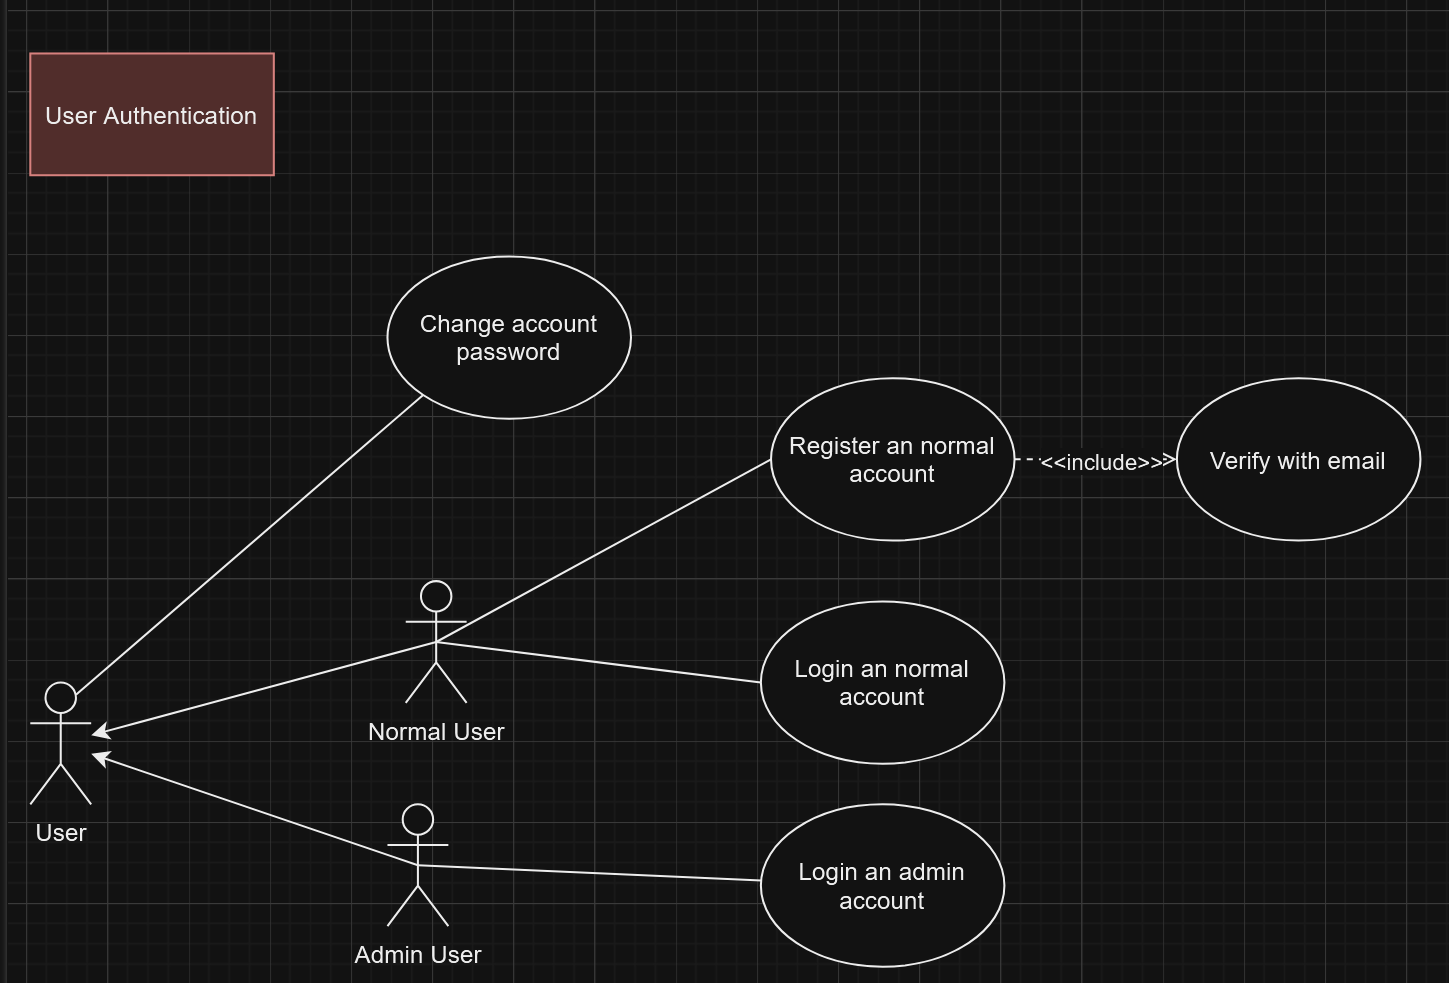 User Authentication
Change account
password
Register an normal
account
<<include>>
Verify with email
Login an normal
account
Normal User
User
Login an admin
account
Admin User